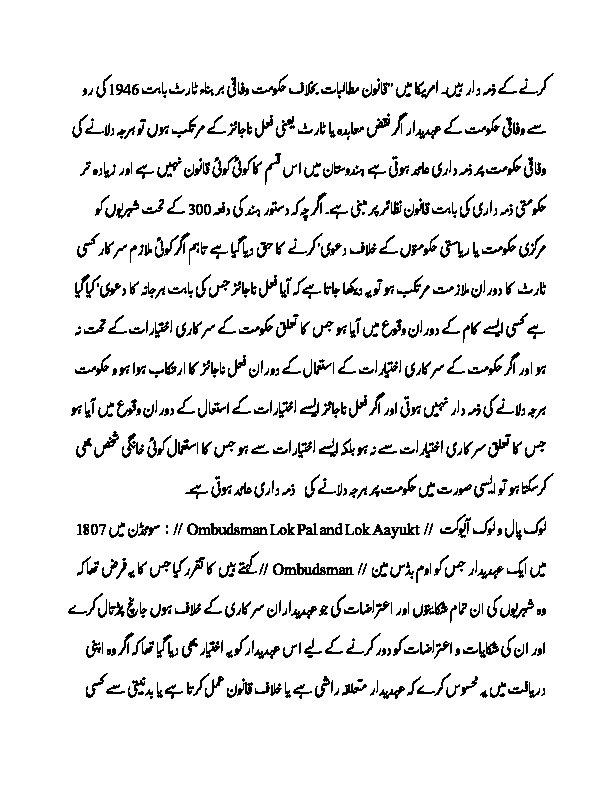 کرنے کے ذمہ دار ہیں۔ امریکا میں "قانون مطالبات بخلاف حکومت وفاقی بر بناء ٹارٹ بابت 1946 کی رو
سے وفاقی حکومت کے عہدیدار اگر نقض معاہدہ یا ٹارٹ یعنی فعل ناجائز کے مرتکب ہوں تو ہرجہ دلانے کی
وفاقی حکومت پر ذمہ داری عائد ہوتی ہے ہندوستان میں اس قسم کا کوئی کوئی قانون نہیں ہے اور زیادہ تر
حکومتی ذمہ داری کی بابت قانون نظائر پر مبنی ہے۔ اگر چہ کہ دستور ہند کی دفعہ 300 کے تحت شہریوں کو
مرکزی حکومت یا ریاستی حکومتوں کے خلاف دعویٰ کرنے کا حق دیا گیا ہے تاہم اگر کوئی ملازم سرکار کسی
ٹارٹ کا دوران ملازمت مرتکب ہو تو یہ دیکھا جاتا ہے کہ آیا فعل ناجائز جس کی بابت ہرجانہ کا دعویٰ کیا گیا
ہے کسی ایسے کام کے دوران وقوع میں آیا ہو جس کا تعلق حکومت کے سرکاری اختیارات کے تحت نہ
ہو اور اگر حکومت کے سرکاری اختیارات کے استعمال کے دوران فعل ناجائز کا ارتکاب ہوا ہو و حکومت
ہرجہ دلانے کی ذمہ دار نہیں ہوتی اور اگر فعل ناجائز ایسے اختیارات کے استعمال کے دوران وقوع میں آیا ہو
جس کا تعلق سرکاری اختیارات سے نہ ہو بلکہ ایسے اختیارات سے ہو جس کا استعمال کوئی خانگی شخص بھی
کرسکتا ہو تو ایسی صورت میں حکومت پر ہرجہ دلانے کی ذمہ داری عائد ہوتی ہے۔
لوک پال و لوک آئیوکت // Ombudsman Lok Pal and Lok Aayukt // : سوئیڈن میں 1807
میں ایک عہدیدار جس کو اوم بڈس مین // Ombudsman // کہتے ہیں کا تقرر کیا جس کا یہ فرض تھا کہ
وہ شہریوں کی ان تمام شکایتوں اور اعتراضات کی جو عہدیداران سرکاری کے خلاف ہوں جانچ پڑتال کرے
اور ان کی شکایات و اعتراضات کو دور کرنے کے لیے اس عہدیدار کو یہ اختیار بھی دیا گیا تھا کہ اگر وہ اپنی
دریافت میں یہ محسوس کرے کہ عہدیدار متعلقہ راشی ہے یا خلاف قانون عمل کرتا ہے یا بدنیتی سے کسی